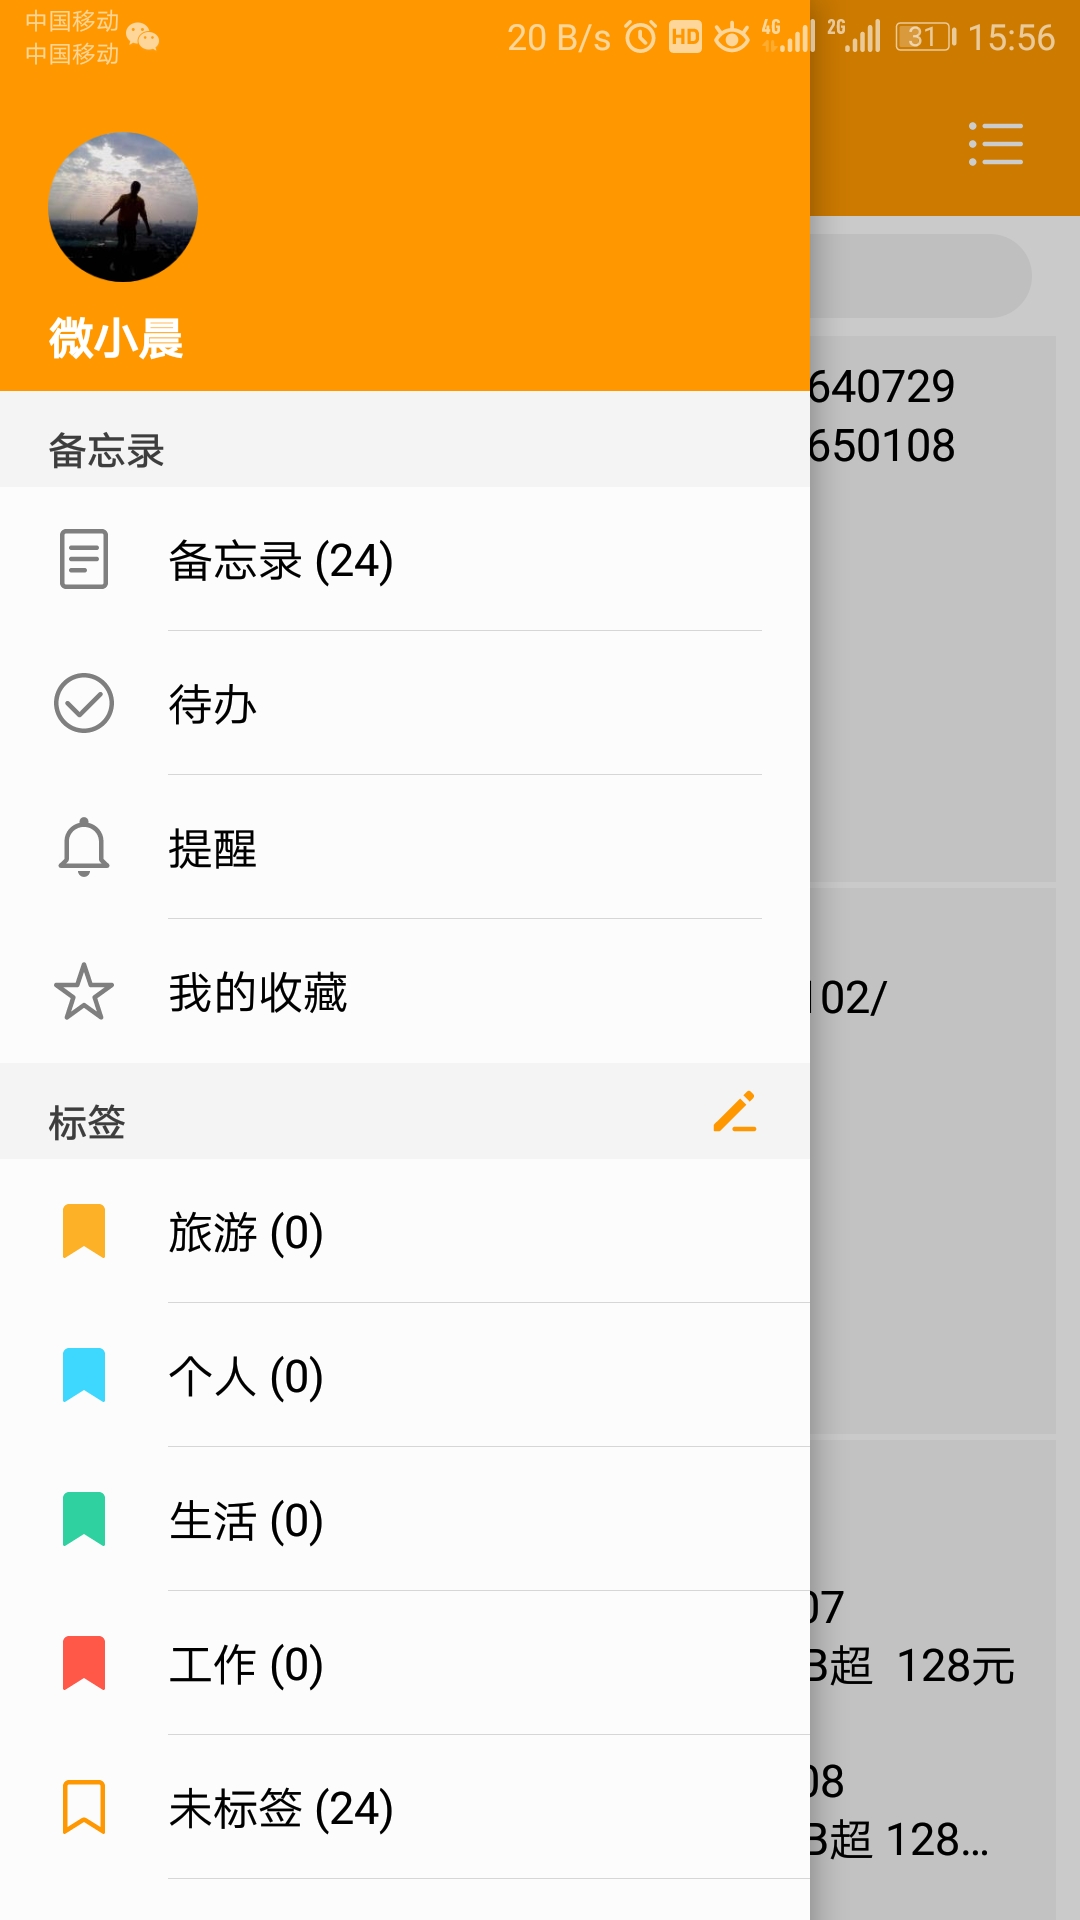 中国移动
中国移动
20 B/s HD 4G 2G 31 15:56
微小晨
备忘录
备忘录 (24)
待办
提醒
我的收藏
标签
旅游 (0)
个人 (0)
生活 (0)
工作 (0)
未标签 (24)
640729
650108
102/
07
B超 128元
08
B超 128...